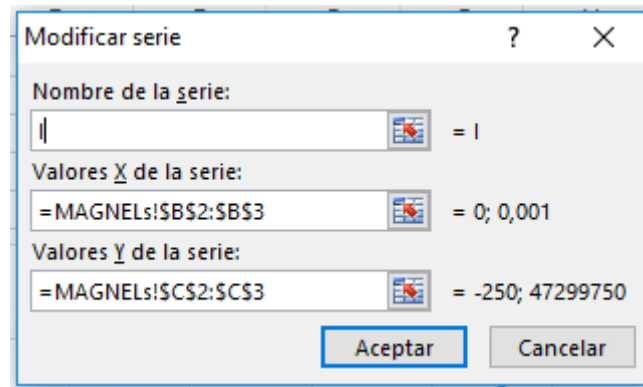 Modificar serie ? X
Nombre de la serie:
I = I
Valores X de la serie:
=MAGNELs!$B$2:$B$3 = 0; 0,001
Valores Y de la serie:
=MAGNELs!$C$2:$C$3 = -250; 47299750
Aceptar Cancelar